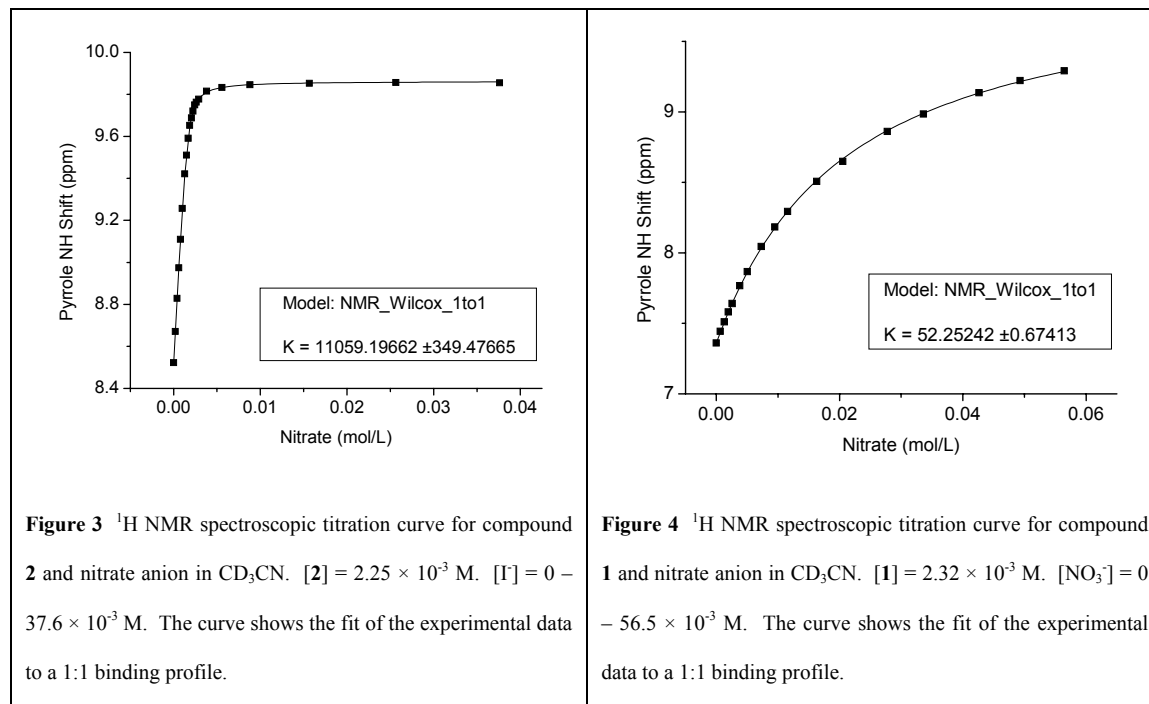 10.0
9.6
9.2
8.8
8.4
Pyrrole NH Shift (ppm)
0.00 0.01 0.02 0.03 0.04
Nitrate (mol/L)
Model: NMR_Wilcox_1to1
K = 11059.19662 ±349.47665
Figure 3 ¹H NMR spectroscopic titration curve for compound
2 and nitrate anion in CD₃CN. [2] = 2.25 × 10⁻³ M. [I⁻] = 0 –
37.6 × 10⁻³ M. The curve shows the fit of the experimental data
to a 1:1 binding profile.
9
8
7
Pyrrole NH Shift (ppm)
0.00 0.02 0.04 0.06
Nitrate (mol/L)
Model: NMR_Wilcox_1to1
K = 52.25242 ±0.67413
Figure 4 ¹H NMR spectroscopic titration curve for compound
1 and nitrate anion in CD₃CN. [1] = 2.32 × 10⁻³ M. [NO₃⁻] = 0
– 56.5 × 10⁻³ M. The curve shows the fit of the experimental
data to a 1:1 binding profile.